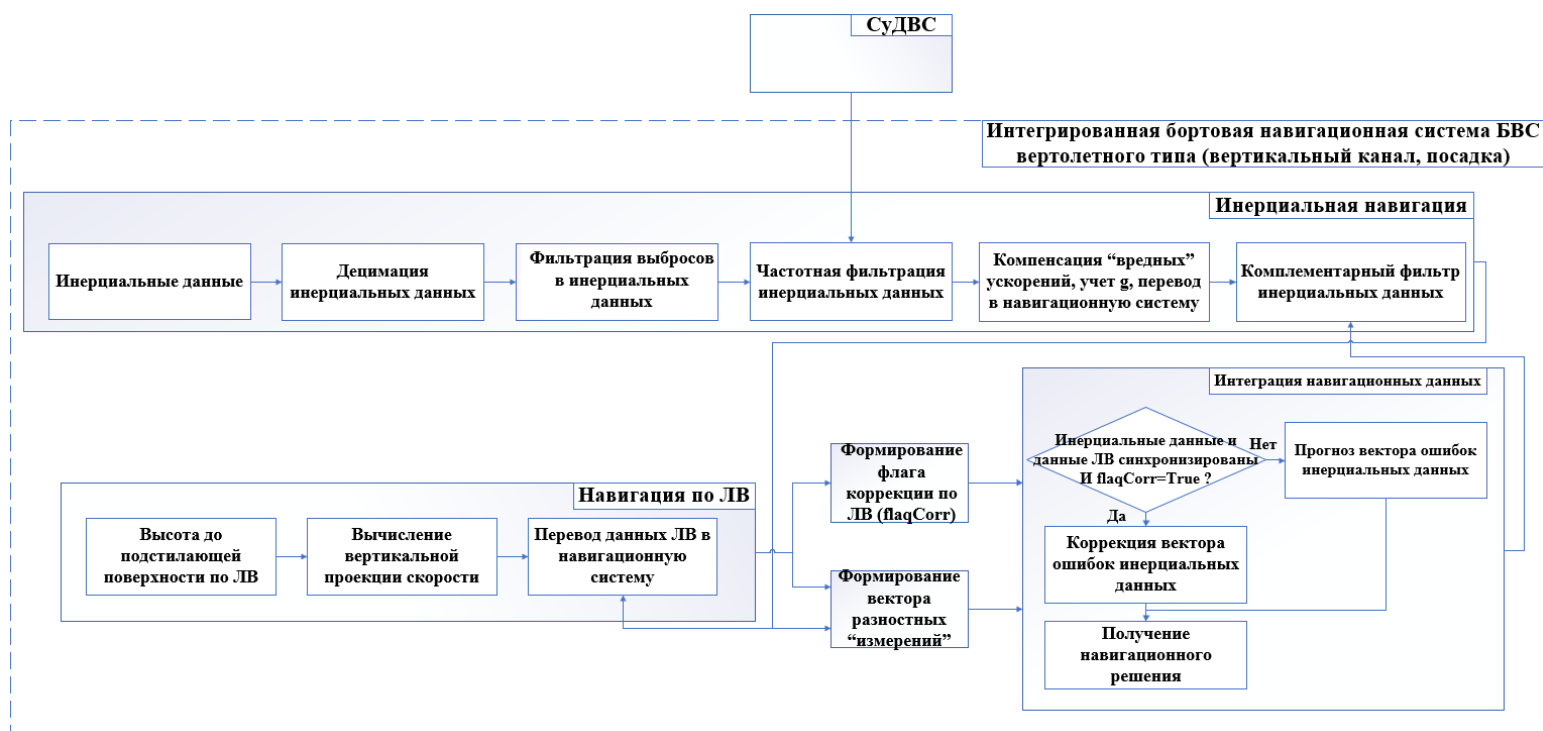 СуДВС
Интегрированная бортовая навигационная система БВС
вертолетного типа (вертикальный канал, посадка)
Инерциальная навигация
Инерциальные данные
Децимация
инерциальных данных
Фильтрация выбросов
в инерциальных
данных
Частотная фильтрация
инерциальных данных
Компенсация “вредных”
ускорений, учет g, перевод
в навигационную систему
Комплементарный фильтр
инерциальных данных
Интеграция навигационных данных
Инерциальные данные и
данные ЛВ синхронизированы
И flaqCorr=True ?
Нет
Прогноз вектора ошибок
инерциальных данных
Да
Коррекция вектора
ошибок инерциальных
данных
Получение
навигационного
решения
Формирование
флага
коррекции по
ЛВ (flaqCorr)
Формирование
вектора
разностных
“измерений”
Навигация по ЛВ
Высота до
подстилающей
поверхности по ЛВ
Вычисление
вертикальной
проекции скорости
Перевод данных ЛВ в
навигационную
систему